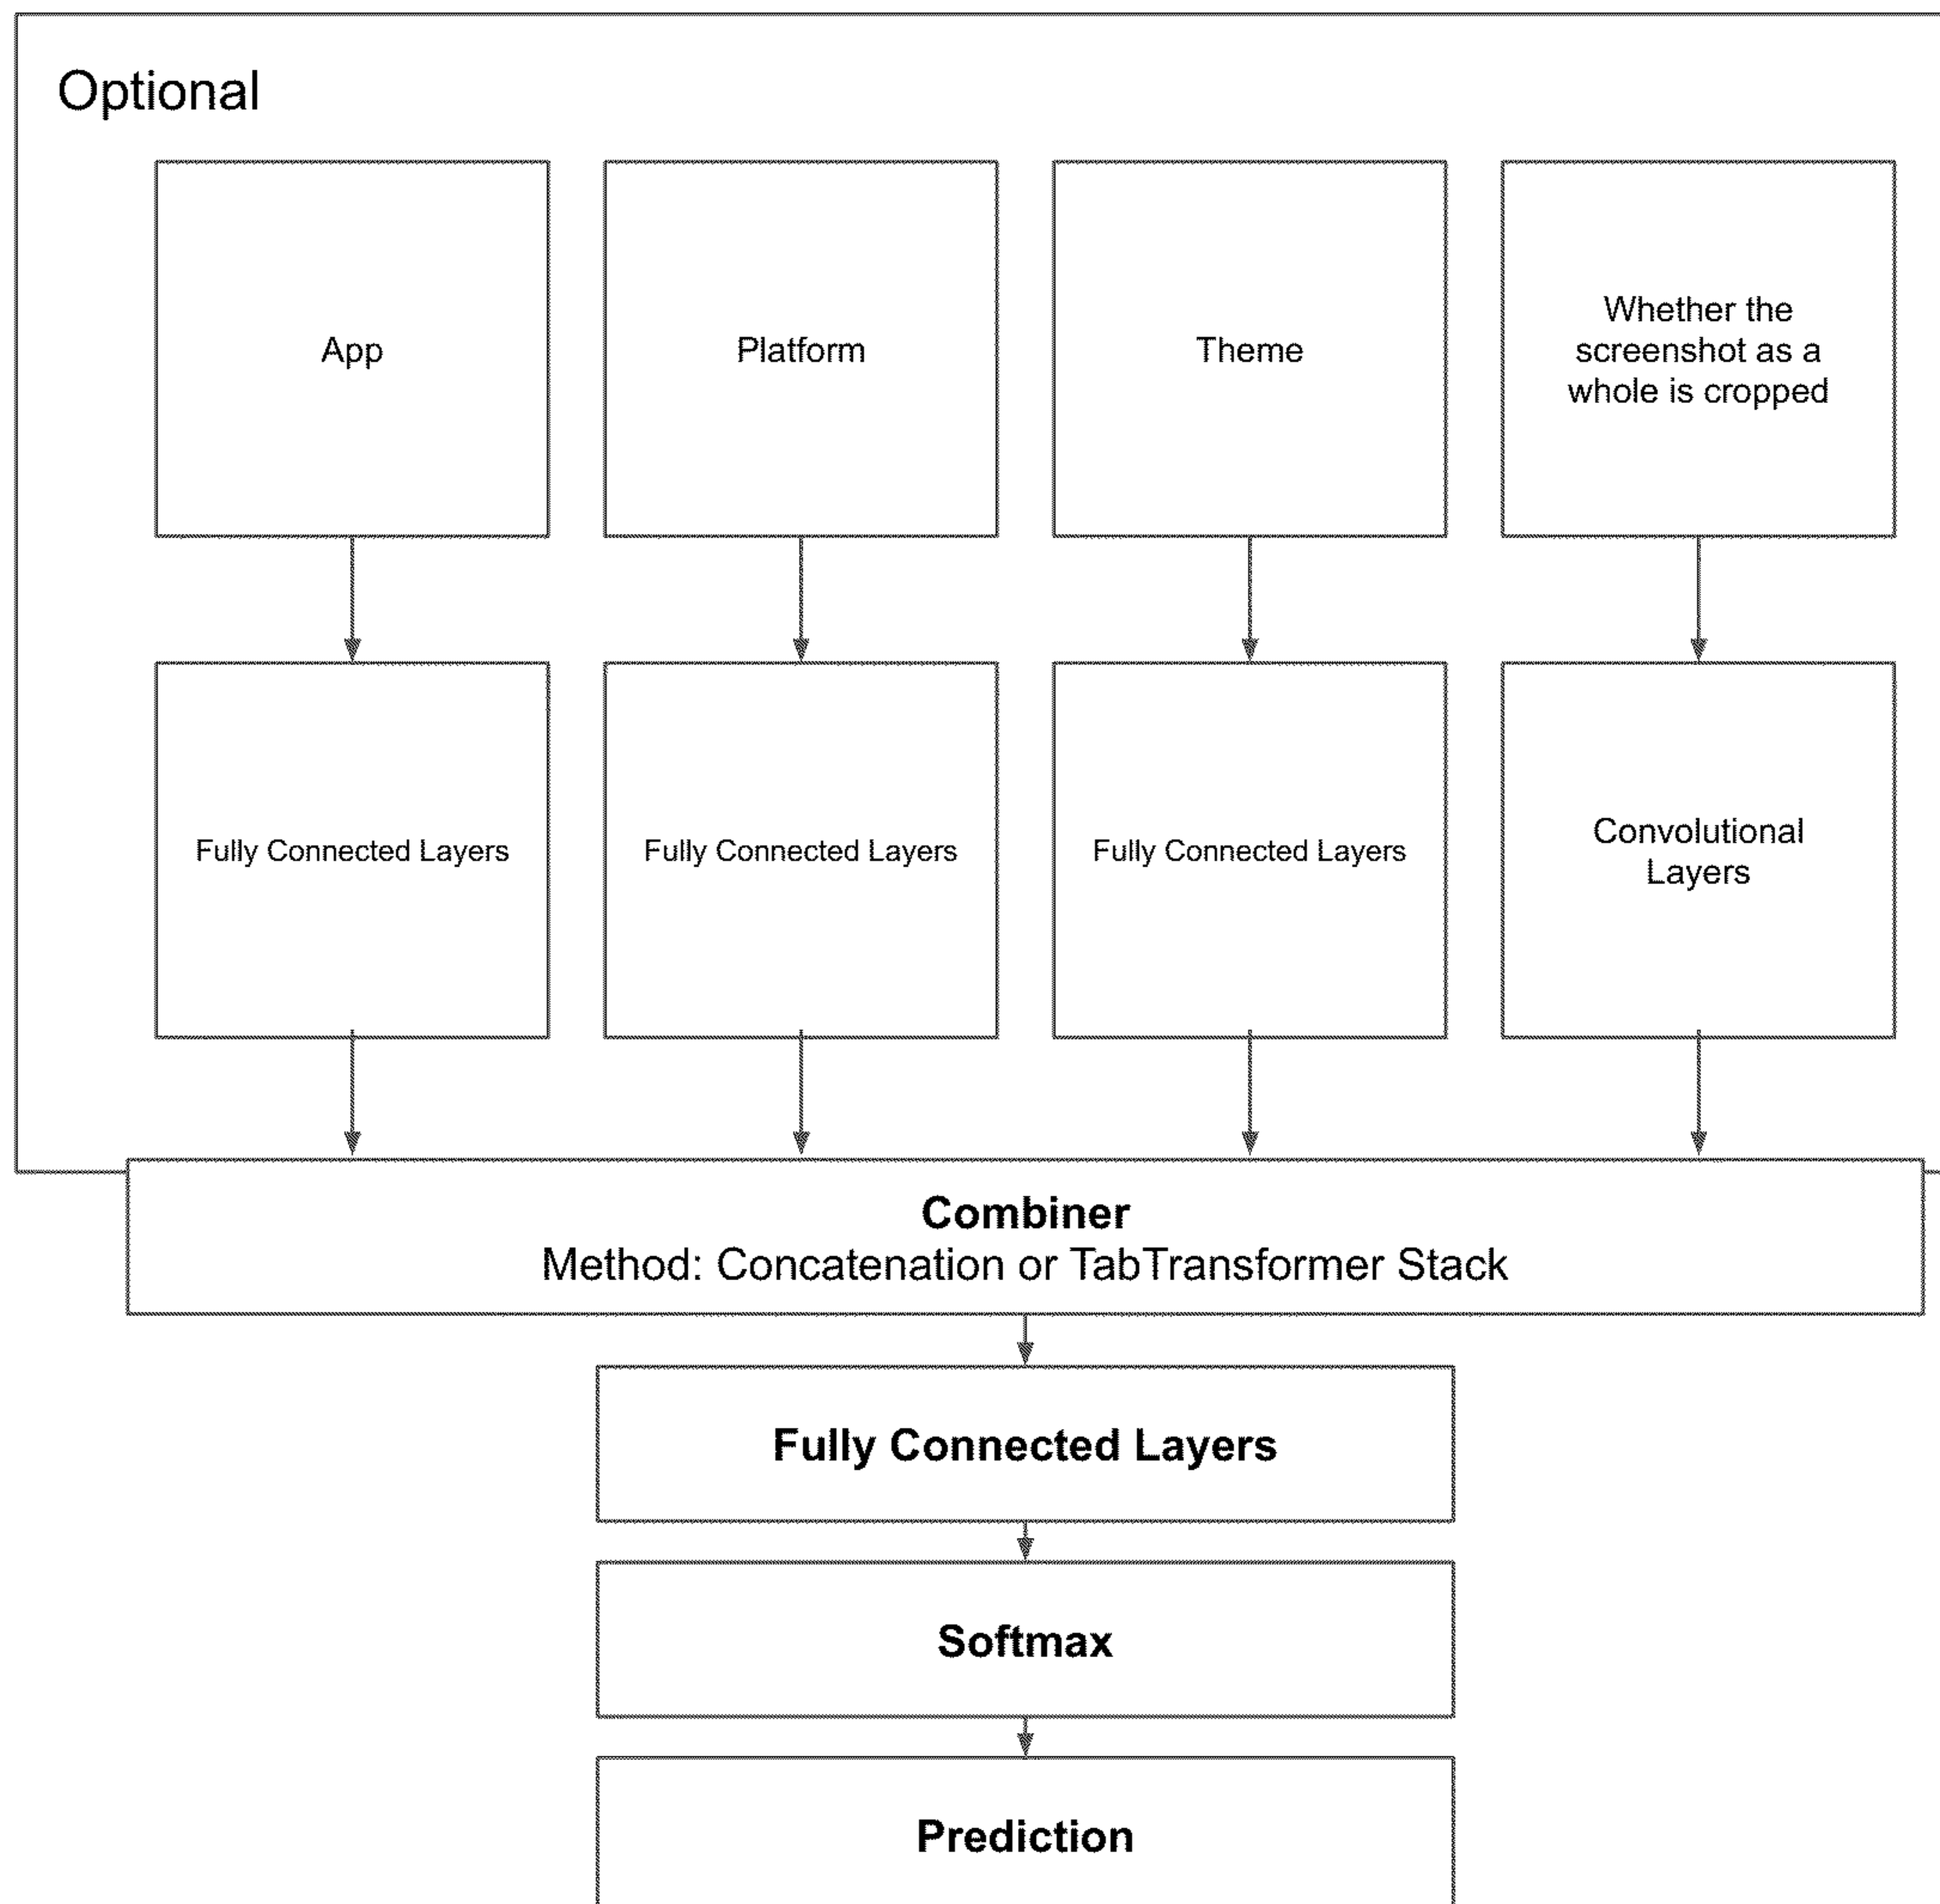 Optional
App
Platform
Theme
Whether the
screenshot as a
whole is cropped
Fully Connected Layers
Fully Connected Layers
Fully Connected Layers
Convolutional
Layers
Combiner
Method: Concatenation or TabTransformer Stack
Fully Connected Layers
Softmax
Prediction